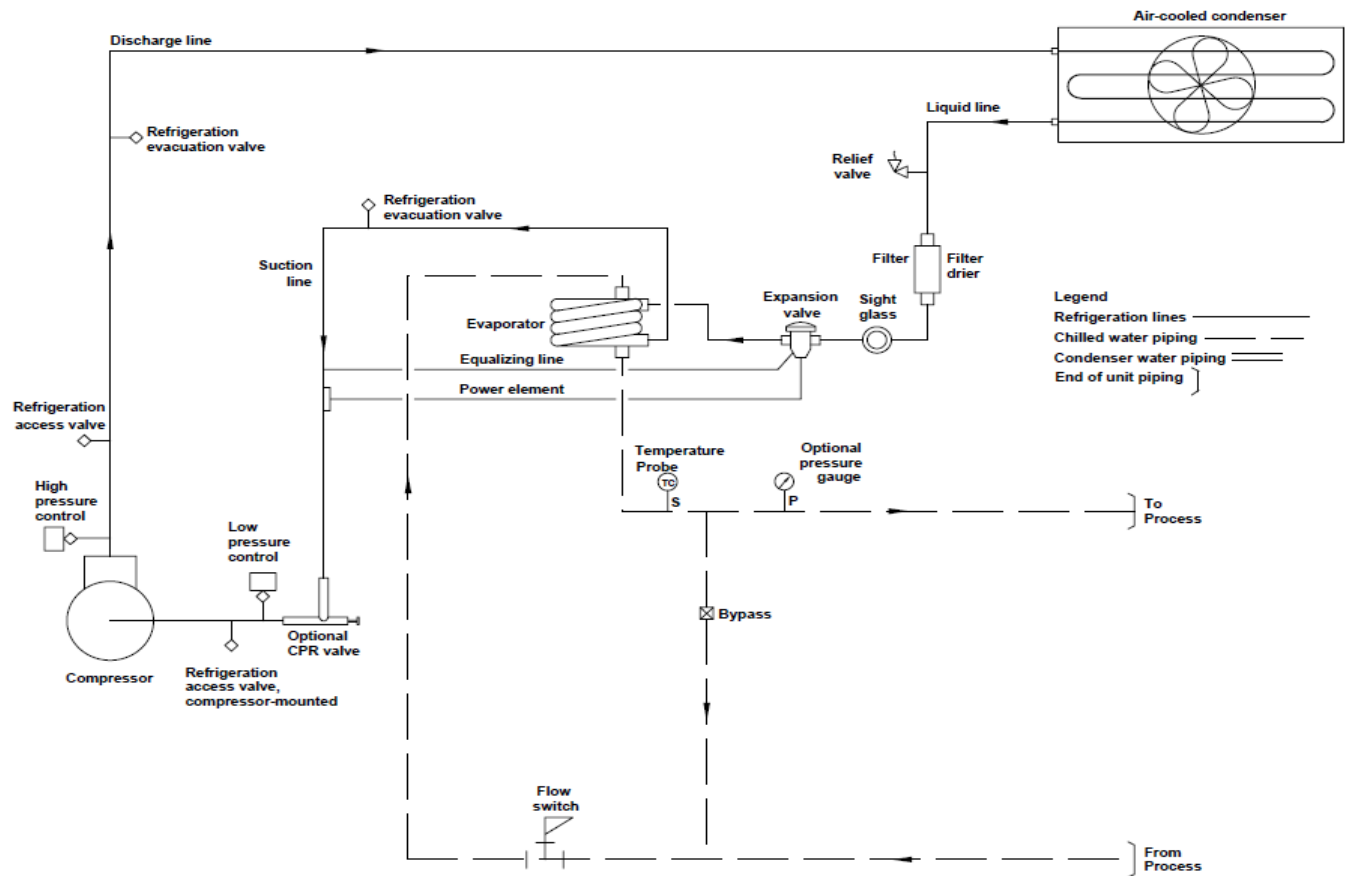 Air-cooled condenser
Discharge line
Liquid line
Refrigeration
evacuation valve
Relief
valve
Refrigeration
evacuation valve
Suction
line
Filter
Filter
drier
Expansion
valve
Sight
glass
Evaporator
Legend
Refrigeration lines
Chilled water piping
Condenser water piping
End of unit piping
Equalizing line
Power element
Refrigeration
access valve
Temperature
Probe
TC
S
Optional
pressure
gauge
P
To
Process
High
pressure
control
Low
pressure
control
Optional
CPR valve
Bypass
Compressor
Refrigeration
access valve,
compressor-mounted
Flow
switch
From
Process